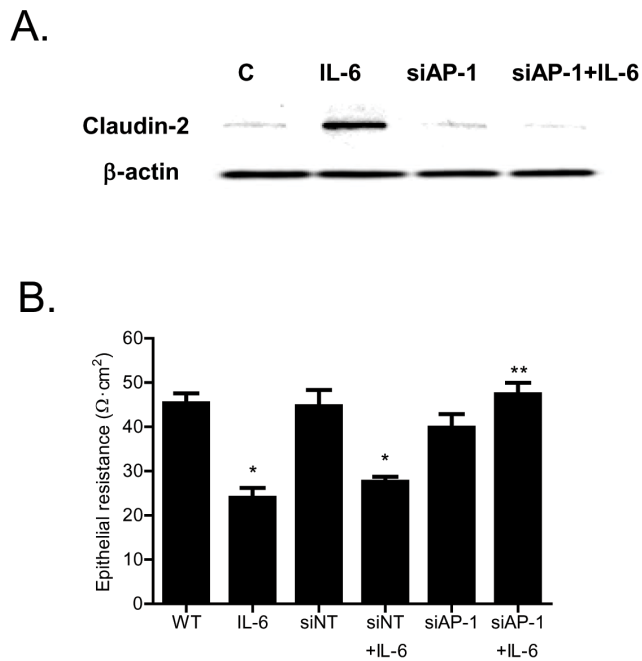 A.
C IL-6 siAP-1 siAP-1+IL-6
Claudin-2
β-actin
B.
Epithelial resistance (Ω·cm²)
60
50
40
30
20
10
0
* * **
WT IL-6 siNT siNT siAP-1 siAP-1
+IL-6 +IL-6